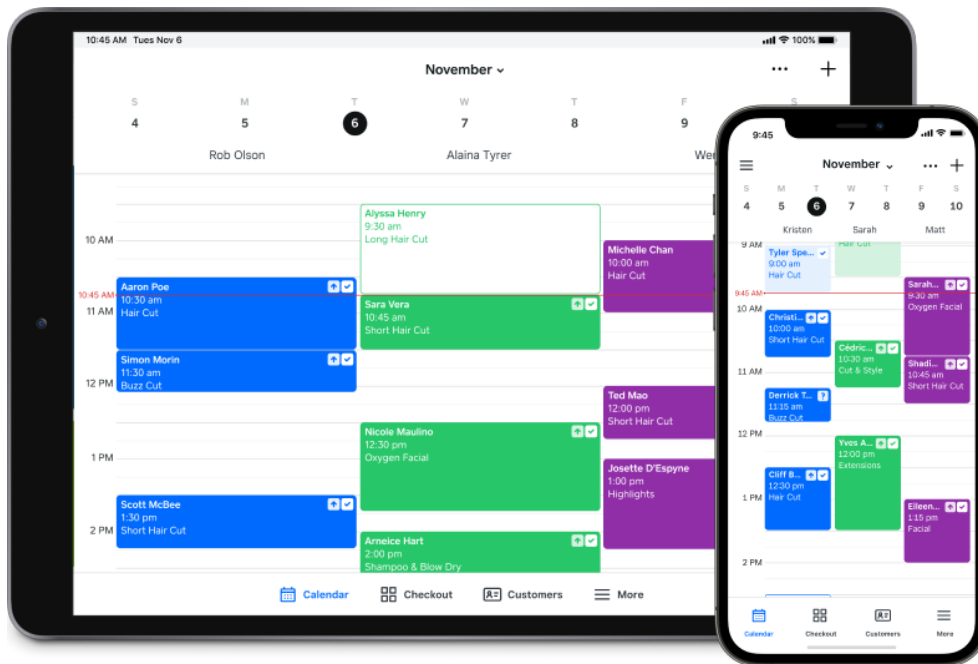 10:45 AM Tues Nov 6
100%
November
S M T W T F S
4 5 6 7 8 9
Rob Olson Alaina Tyrer
10 AM
10:45 AM
11 AM
12 PM
1 PM
2 PM
Aaron Poe
10:30 am
Hair Cut
Simon Morin
11:30 am
Buzz Cut
Scott McBee
1:30 pm
Short Hair Cut
Alyssa Henry
9:30 am
Long Hair Cut
Sara Vera
10:45 am
Short Hair Cut
Nicole Maulino
12:30 pm
Oxygen Facial
Arneice Hart
2:00 pm
Shampoo & Blow Dry
Michelle Chan
10:00 am
Hair Cut
Ted Mao
12:00 pm
Short Hair Cut
Josette D'Espyne
1:00 pm
Highlights
Calendar Checkout Customers More
9:45
November
S M T W T F S
4 5 6 7 8 9 10
Kristen Sarah Matt
9 AM
9:45 AM
10 AM
11 AM
12 PM
1 PM
2 PM
Tyler Spe...
9:00 am
Hair Cut
Christi...
10:00 am
Short Hair Cut
Derrick T... ?
11:15 am
Buzz Cut
Cliff B...
12:30 pm
Hair Cut
Hair Cut
Cédric...
10:30 am
Cut & Style
Yves A...
12:00 pm
Extensions
Sarah...
9:30 am
Oxygen Facial
Shadi...
10:45 am
Short Hair Cut
Eileen...
1:15 pm
Facial
Calendar Checkout Customers More